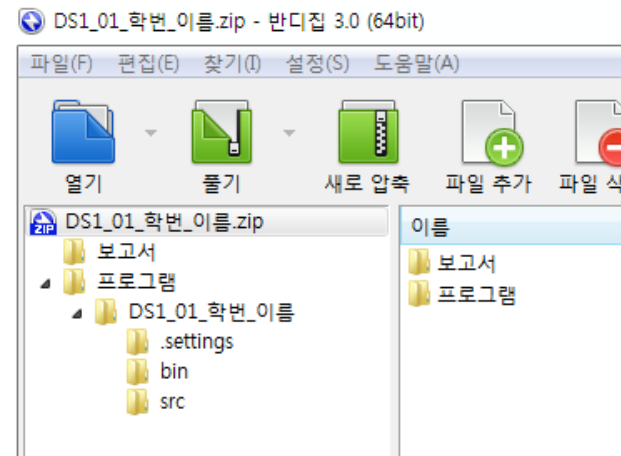 DS1_01_학번_이름.zip - 반디집 3.0 (64bit)
파일(F) 편집(E) 찾기(I) 설정(S) 도움말(A)
열기 풀기 새로 압축 파일 추가 파일
DS1_01_학번_이름.zip
보고서
프로그램
DS1_01_학번_이름
.settings
bin
src
이름
보고서
프로그램